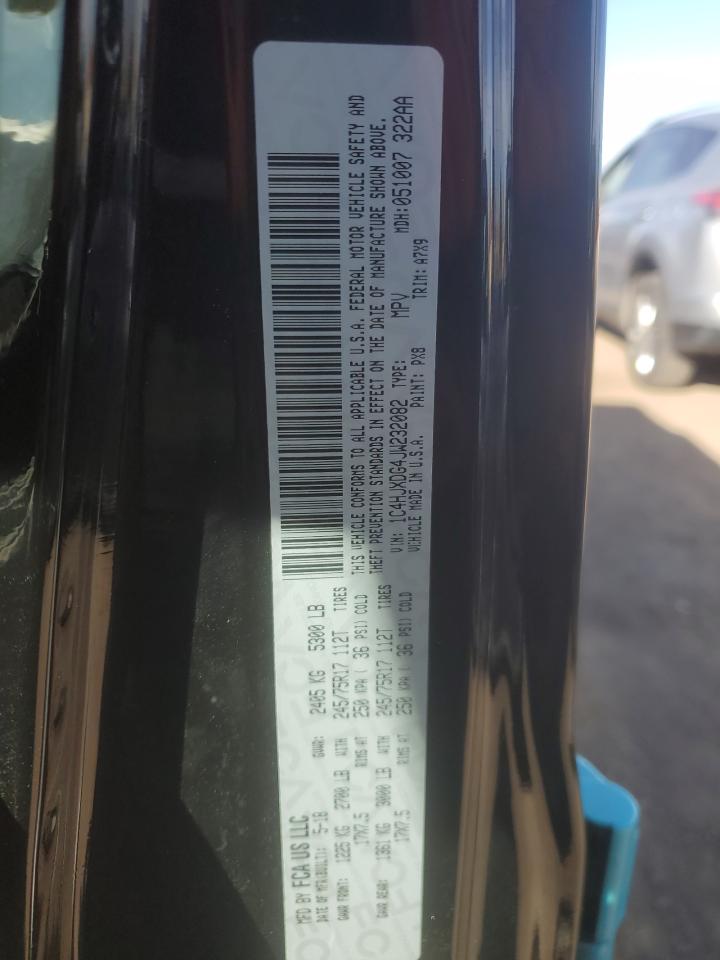 MFD BY FCA US LLC
DATE OF MFR(BUILT): 5-18 GVWR: 2405 KG 5300 LB
GAWR FRONT: 1225 KG 2700 LB WITH 245/75R17 112T TIRES
17X7.5 RIMS AT 250 KPA ( 36 PSI) COLD
GAWR REAR: 1361 KG 3000 LB WITH 245/75R17 112T TIRES
17X7.5 RIMS AT 250 KPA ( 36 PSI) COLD
THIS VEHICLE CONFORMS TO ALL APPLICABLE U.S.A. FEDERAL MOTOR VEHICLE SAFETY AND
THEFT PREVENTION STANDARDS IN EFFECT ON THE DATE OF MANUFACTURE SHOWN ABOVE.
VIN: 1C4HJXDG4JW232082 TYPE: MPV MDH:051007 322AA
VEHICLE MADE IN U.S.A. PAINT: PX8 TRIM: A7X9